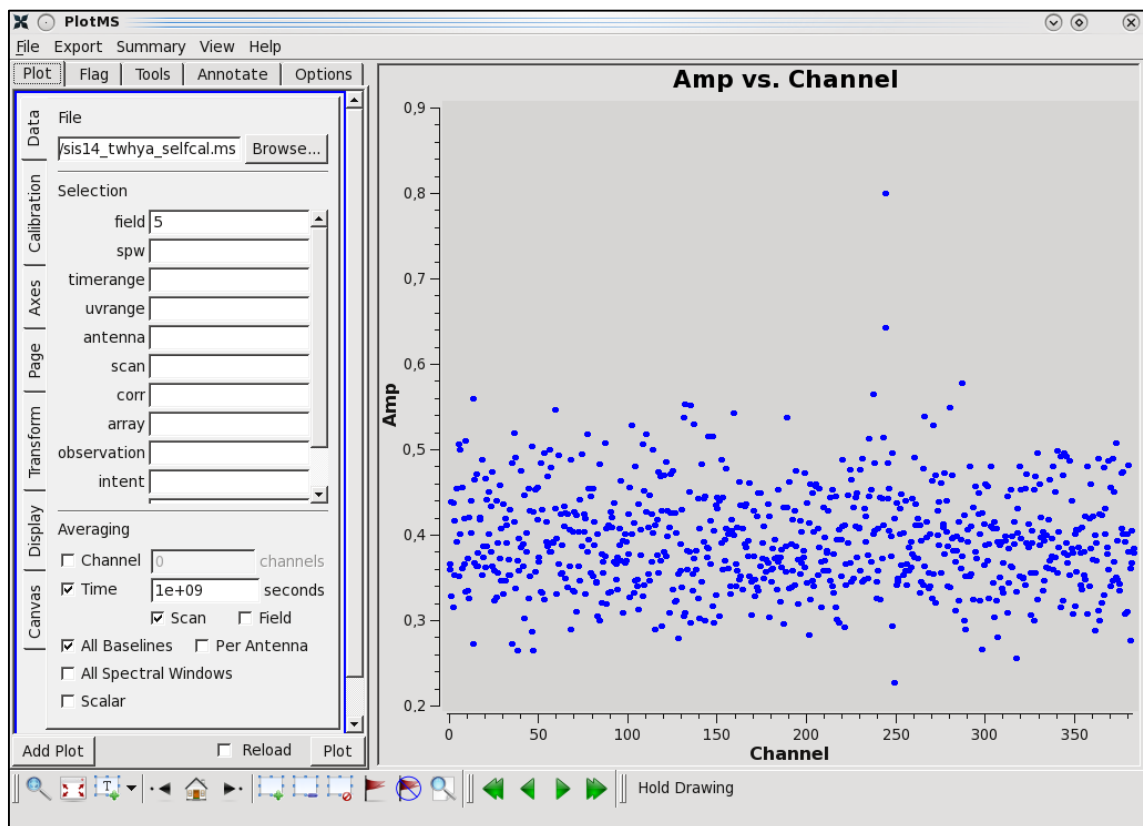 PlotMS
File Export Summary View Help
Plot Flag Tools Annotate Options
Data
Calibration
Axes
Page
Transform
Display
Canvas
File
/sis14_twhya_selfcal.ms Browse...
Selection
field 5
spw
timerange
uvrange
antenna
scan
corr
array
observation
intent
Averaging
Channel 0 channels
Time 1e+09 seconds
Scan Field
All Baselines Per Antenna
All Spectral Windows
Scalar
Add Plot Reload Plot
Amp vs. Channel
Amp
0,9
0,8
0,7
0,6
0,5
0,4
0,3
0,2
0 50 100 150 200 250 300 350
Channel
T
Hold Drawing